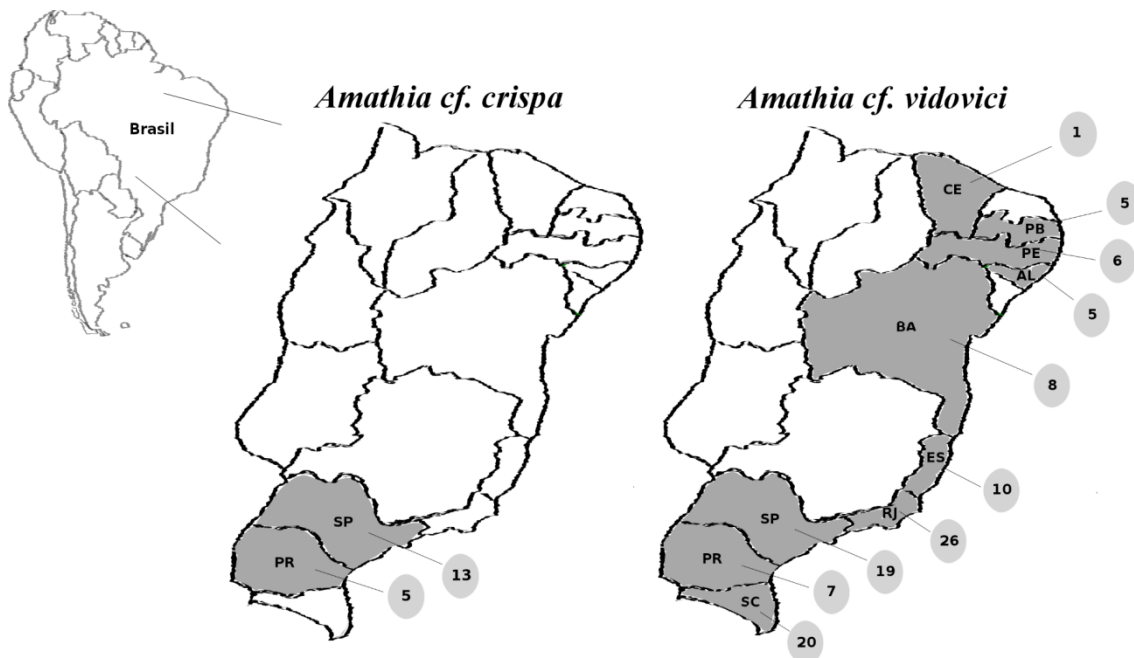 Brasil
Amathia cf. crispa
SP
PR
13
5
Amathia cf. vidovici
1
CE
5
PB
PE
6
AL
5
BA
8
ES
10
RJ
26
SP
19
PR
7
SC
20